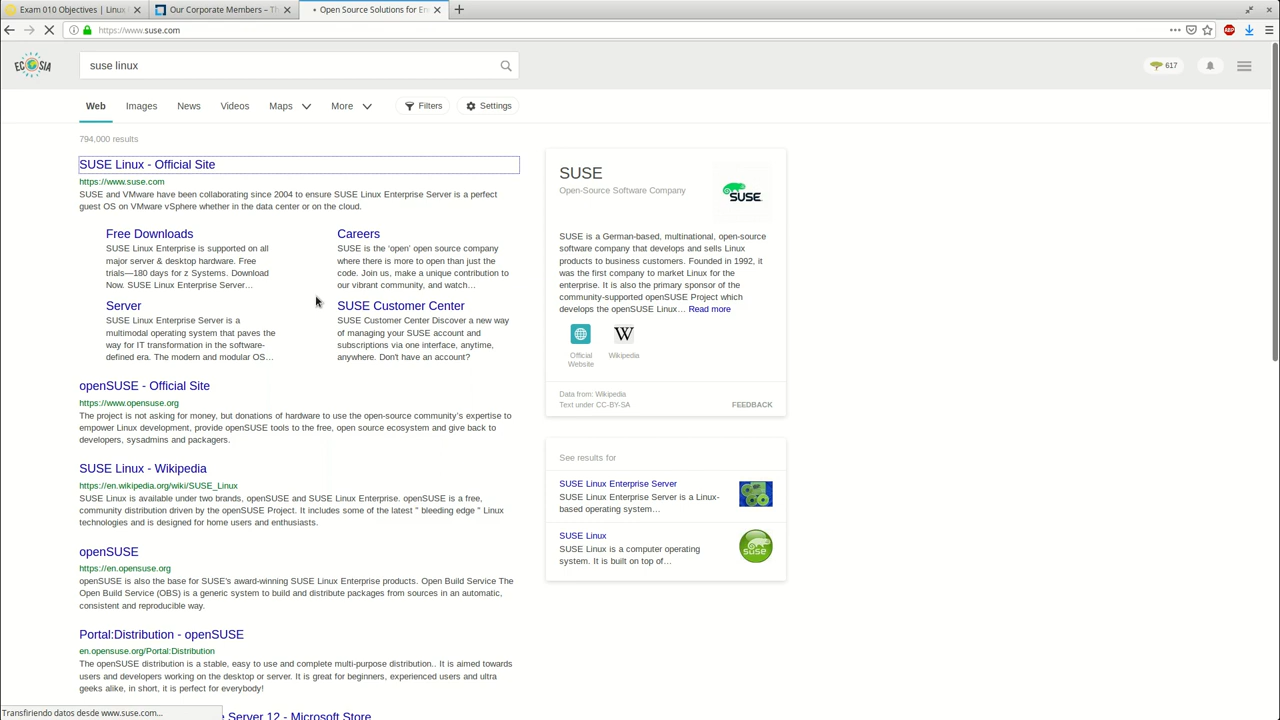 Exam 010 Objectives | Linux
Our Corporate Members – Th
Open Source Solutions for En
https://www.suse.com
ABP
ECOSIA
suse linux
617
Web
Images
News
Videos
Maps
More
Filters
Settings
794,000 results
SUSE Linux - Official Site
https://www.suse.com
SUSE and VMware have been collaborating since 2004 to ensure SUSE Linux Enterprise Server is a perfect
guest OS on VMware vSphere whether in the data center or on the cloud.
Free Downloads
SUSE Linux Enterprise is supported on all
major server & desktop hardware. Free
trials—180 days for z Systems. Download
Now. SUSE Linux Enterprise Server…
Careers
SUSE is the ‘open’ open source company
where there is more to open than just the
code. Join us, make a unique contribution to
our vibrant community, and watch…
Server
SUSE Linux Enterprise Server is a
multimodal operating system that paves the
way for IT transformation in the software-
defined era. The modern and modular OS…
SUSE Customer Center
SUSE Customer Center Discover a new way
of managing your SUSE account and
subscriptions via one interface, anytime,
anywhere. Don't have an account?
openSUSE - Official Site
https://www.opensuse.org
The project is not asking for money, but donations of hardware to use the open-source community’s expertise to
empower Linux development, provide openSUSE tools to the free, open source ecosystem and give back to
developers, sysadmins and packagers.
SUSE Linux - Wikipedia
https://en.wikipedia.org/wiki/SUSE_Linux
SUSE Linux is available under two brands, openSUSE and SUSE Linux Enterprise. openSUSE is a free,
community distribution driven by the openSUSE Project. It includes some of the latest " bleeding edge " Linux
technologies and is designed for home users and enthusiasts.
openSUSE
https://en.opensuse.org
openSUSE is also the base for SUSE's award-winning SUSE Linux Enterprise products. Open Build Service The
Open Build Service (OBS) is a generic system to build and distribute packages from sources in an automatic,
consistent and reproducible way.
Portal:Distribution - openSUSE
en.opensuse.org/Portal:Distribution
The openSUSE distribution is a stable, easy to use and complete multi-purpose distribution.. It is aimed towards
users and developers working on the desktop or server. It is great for beginners, experienced users and ultra
geeks alike, in short, it is perfect for everybody!
Server 12 - Microsoft Store
Transfiriendo datos desde www.suse.com…
SUSE
Open-Source Software Company
SUSE
SUSE is a German-based, multinational, open-source
software company that develops and sells Linux
products to business customers. Founded in 1992, it
was the first company to market Linux for the
enterprise. It is also the primary sponsor of the
community-supported openSUSE Project which
develops the openSUSE Linux… Read more
W
Official
Website
Wikipedia
Data from: Wikipedia
Text under CC-BY-SA
FEEDBACK
See results for
SUSE Linux Enterprise Server
SUSE Linux Enterprise Server is a Linux-
based operating system…
SUSE Linux
SUSE Linux is a computer operating
system. It is built on top of…
suse